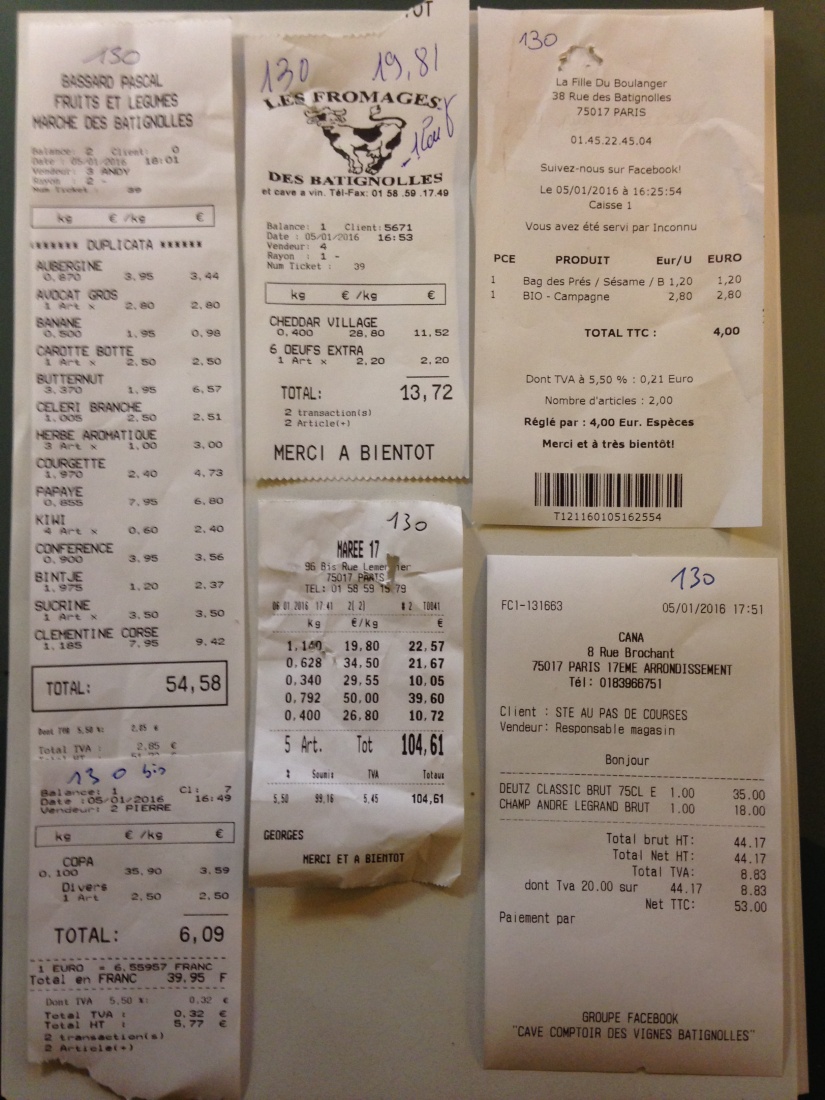 130
BASSARD PASCAL
FRUITS ET LEGUMES
MARCHE DES BATIGNOLLES
Balance: 2 Client: 0
Date : 05/01/2016 18:01
Vendeur: 3 ANDY
Rayon : 2 -
Num Ticket : 39
kg € /kg €
******* DUPLICATA ******
AUBERGINE
0.870 3.95 3.44
AVOCAT GROS
1 Art x 2.80 2.80
BANANE
0.500 1.95 0.98
CAROTTE BOTTE
1 Art x 2.50 2.50
BUTTERNUT
3.370 1.95 6.57
CELERI BRANCHE
1.005 2.50 2.51
HERBE AROMATIQUE
3 Art x 1.00 3.00
COURGETTE
1.970 2.40 4.73
PAPAYE
0.855 7.95 6.80
KIWI
4 Art x 0.60 2.40
CONFERENCE
0.900 3.95 3.56
BINTJE
1.975 1.20 2.37
SUCRINE
1 Art x 3.50 3.50
CLEMENTINE CORSE
1.185 7.95 9.42
TOTAL: 54,58
Dont TVA 5,50 %: 2,85 €
Total TVA : 2,85 €
130 bis
Balance: 1 Cl: 7
Date :05/01/2016 16:49
Vendeur: 2 PIERRE
kg € /kg €
COPA
0.100 35.90 3.59
Divers
1 Art 2.50 2.50
TOTAL: 6,09
1 EURO = 6,55957 FRANC
Total en FRANC 39,95 F
Dont TVA 5,50 %: 0,32 €
Total TVA : 0,32 €
Total HT : 5,77 €
2 transaction(s)
2 Article(+)
130 19,81
LES FROMAGES
DES BATIGNOLLES
et cave a vin. Tél-Fax: 01 58 .59 .17.49
Balance: 1 Client:5671
Date : 05/01/2016 16:53
Vendeur: 4
Rayon : 1 -
Num Ticket : 39
kg € /kg €
CHEDDAR VILLAGE
0.400 28,80 11,52
6 OEUFS EXTRA
1 Art x 2,20 2,20
TOTAL: 13,72
2 transaction(s)
2 Article(+)
MERCI A BIENTOT
130
MAREE 17
96 Bis Rue
75017 PARIS
TEL: 01 58 59 15 79
06 01 2016 17 41 2( 2) # 2 T0041
kg €/kg €
1,140 19,80 22,57
0,628 34,50 21,67
0,340 29,55 10,05
0,792 50,00 39,60
0,400 26,80 10,72
5 Art. Tot 104,61
% Soumis TVA Totaux
5,50 99,16 5,45 104,61
GEORGES
MERCI ET A BIENTOT
130
La Fille Du Boulanger
38 Rue des Batignolles
75017 PARIS
01.45.22.45.04
Suivez-nous sur Facebook!
Le 05/01/2016 à 16:25:54
Caisse 1
Vous avez été servi par Inconnu
PCE PRODUIT Eur/U EURO
1 Bag des Prés / Sésame / B 1,20 1,20
1 BIO - Campagne 2,80 2,80
TOTAL TTC : 4,00
Dont TVA à 5,50 % : 0,21 Euro
Nombre d'articles : 2,00
Réglé par : 4,00 Eur. Espèces
Merci et à très bientôt!
T121160105162554
130
FC1-131663 05/01/2016 17:51
CANA
8 Rue Brochant
75017 PARIS 17EME ARRONDISSEMENT
Tél: 0183966751
Client : STE AU PAS DE COURSES
Vendeur: Responsable magasin
Bonjour
DEUTZ CLASSIC BRUT 75CL E 1.00 35.00
CHAMP ANDRE LEGRAND BRUT 1.00 18.00
Total brut HT: 44.17
Total Net HT: 44.17
Total TVA: 8.83
dont Tva 20.00 sur 44.17 8.83
Net TTC: 53.00
Paiement par
GROUPE FACEBOOK
"CAVE COMPTOIR DES VIGNES BATIGNOLLES"